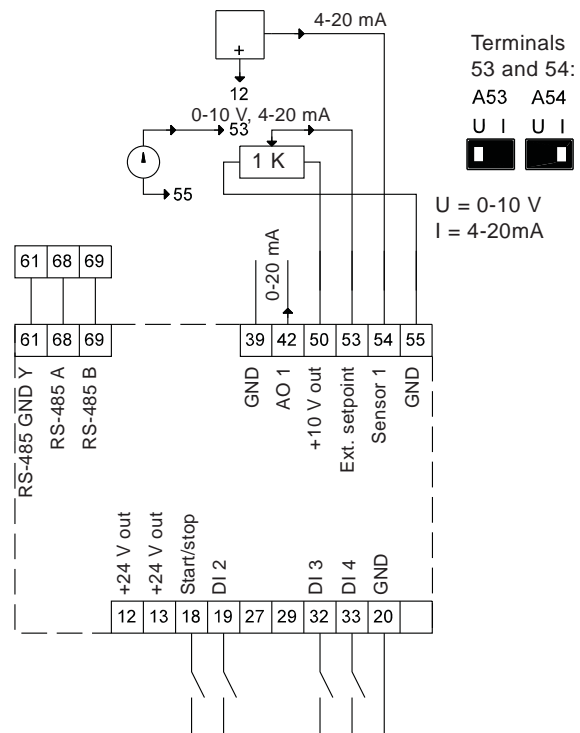 4-20 mA
+
12
0-10 V, 4-20 mA
53
1 K
55
Terminals
53 and 54:
A53 A54
U I U I
U = 0-10 V
I = 4-20mA
61 68 69
0-20 mA
61 68 69
39 42 50 53 54 55
RS-485 GND Y
RS-485 A
RS-485 B
GND
AO 1
+10 V out
Ext. setpoint
Sensor 1
GND
+24 V out
+24 V out
Start/stop
DI 2
DI 3
DI 4
GND
12 13 18 19 27 29 32 33 20